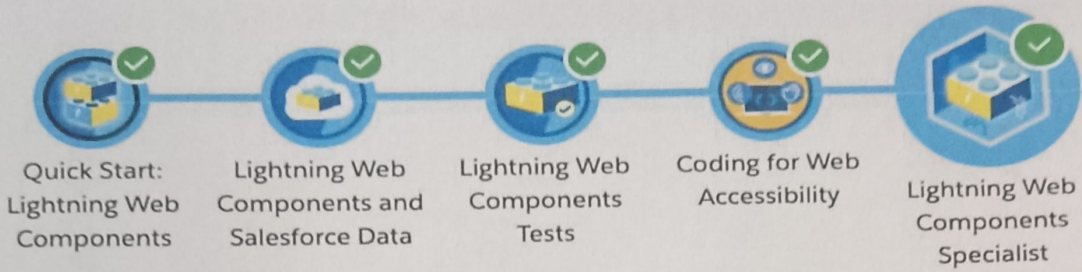 Quick Start:
Lightning Web
Components
Lightning Web
Components and
Salesforce Data
Lightning Web
Components
Tests
Coding for Web
Accessibility
Lightning Web
Components
Specialist